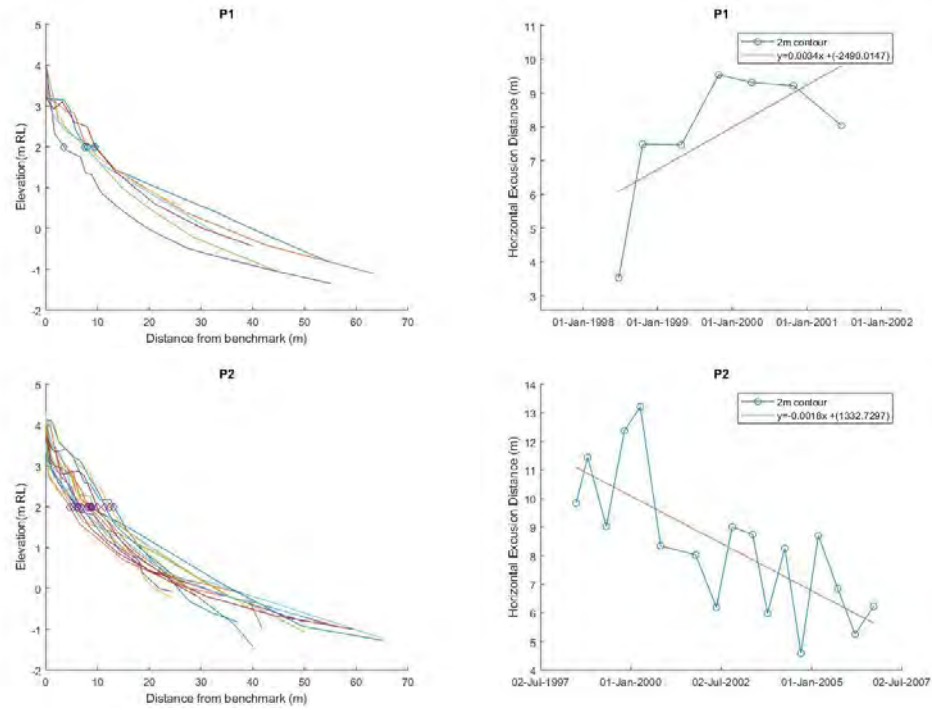 P1
5
4
3
2
1
0
-1
-2
Elevation(m RL)
0 10 20 30 40 50 60 70
Distance from benchmark (m)
P1
11
10
9
8
7
6
5
4
3
Horizontal Excusion Distance (m)
2m contour
y=0.0034x +(-2490.0147)
01-Jan-1998 01-Jan-1999 01-Jan-2000 01-Jan-2001 01-Jan-2002
P2
5
4
3
2
1
0
-1
-2
Elevation(m RL)
0 10 20 30 40 50 60 70
Distance from benchmark (m)
P2
14
13
12
11
10
9
8
7
6
5
4
Horizontal Excusion Distance (m)
2m contour
y=-0.0018x +(1332.7297)
02-Jul-1997 01-Jan-2000 02-Jul-2002 01-Jan-2005 02-Jul-2007